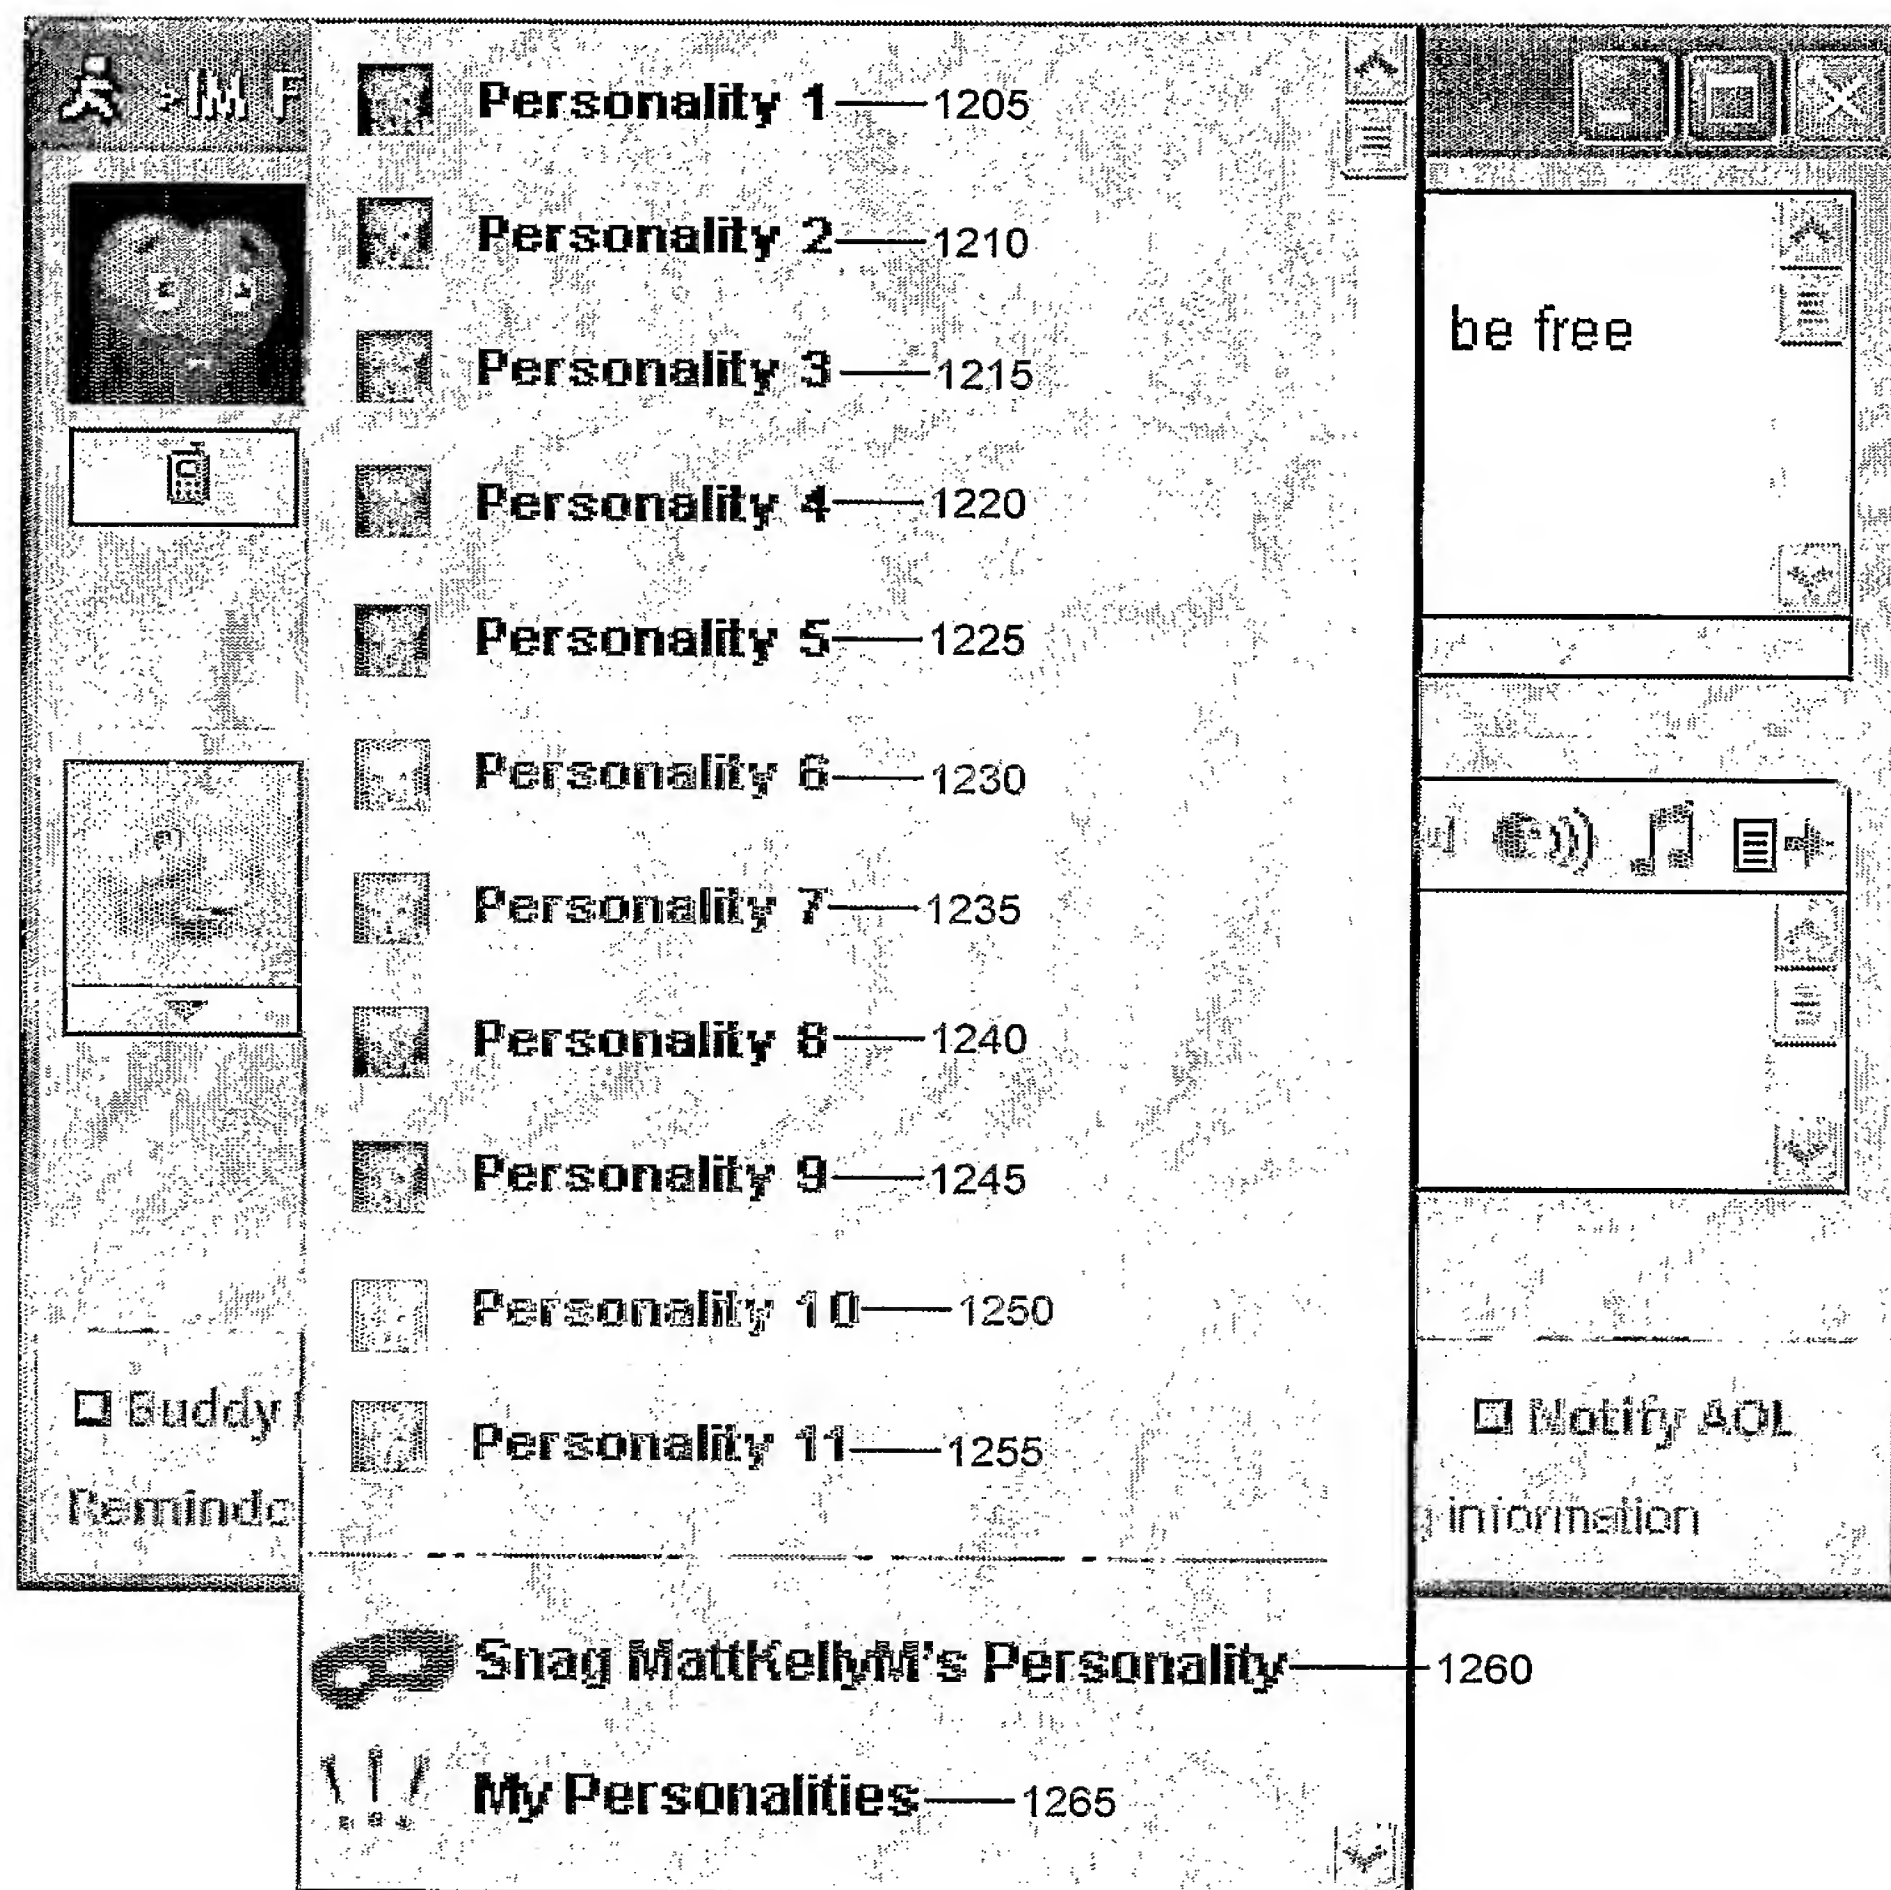 IM F
Personality 1 1205
Personality 2 1210
be free
Personality 3 1215
Personality 4 1220
Personality 5 1225
Personality 6 1230
Personality 7 1235
Personality 8 1240
Personality 9 1245
Personality 10 1250
Buddy
Personality 11 1255
Notify AOL
Reminde
information
Snag MattKellyM's Personality 1260
My Personalities 1265